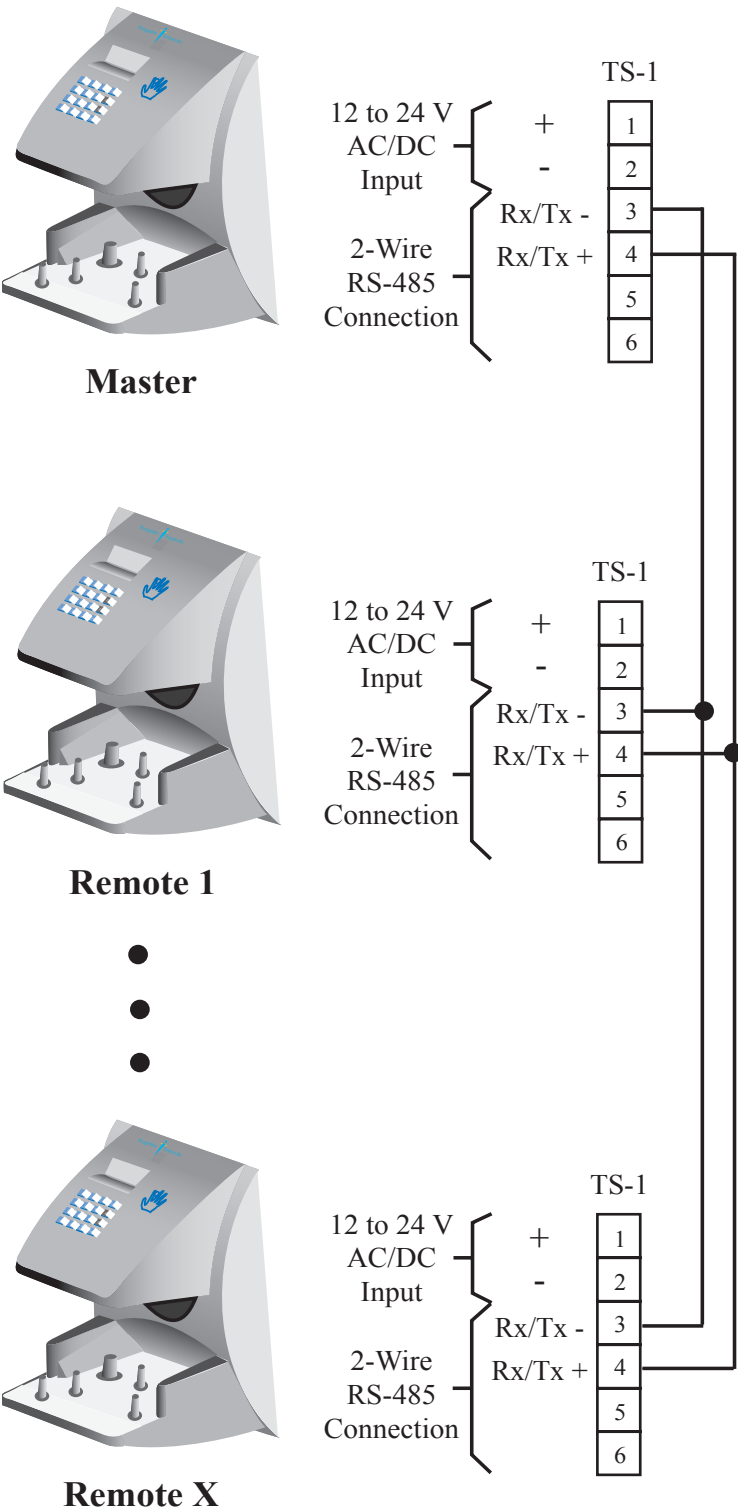 TS-1
12 to 24 V
AC/DC
Input
+
-
2-Wire
RS-485
Connection
Rx/Tx -
Rx/Tx +
1
2
3
4
5
6
Master
TS-1
12 to 24 V
AC/DC
Input
+
-
2-Wire
RS-485
Connection
Rx/Tx -
Rx/Tx +
1
2
3
4
5
6
Remote 1
TS-1
12 to 24 V
AC/DC
Input
+
-
2-Wire
RS-485
Connection
Rx/Tx -
Rx/Tx +
1
2
3
4
5
6
Remote X